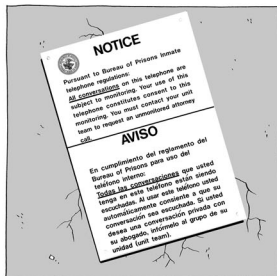 NOTICE
Pursuant to Bureau of Prisons Inmate
telephone regulations:
All conversations on this telephone are
subject to monitoring. Your use of this
telephone constitutes consent to this
monitoring. You must contact your unit
team to request an unmonitored attorney
call.
AVISO
En cumplimiento del reglamento del
Bureau of Prisons para uso del
teléfono interno:
Todas las conversaciones que usted
tenga en este teléfono están siendo
escuchadas. Al usar este teléfono usted
automáticamente consiente a que su
conversación sea escuchada. Si usted
desea una conversación privada con
su abogado, infórmelo al grupo de su
unidad (unit team).